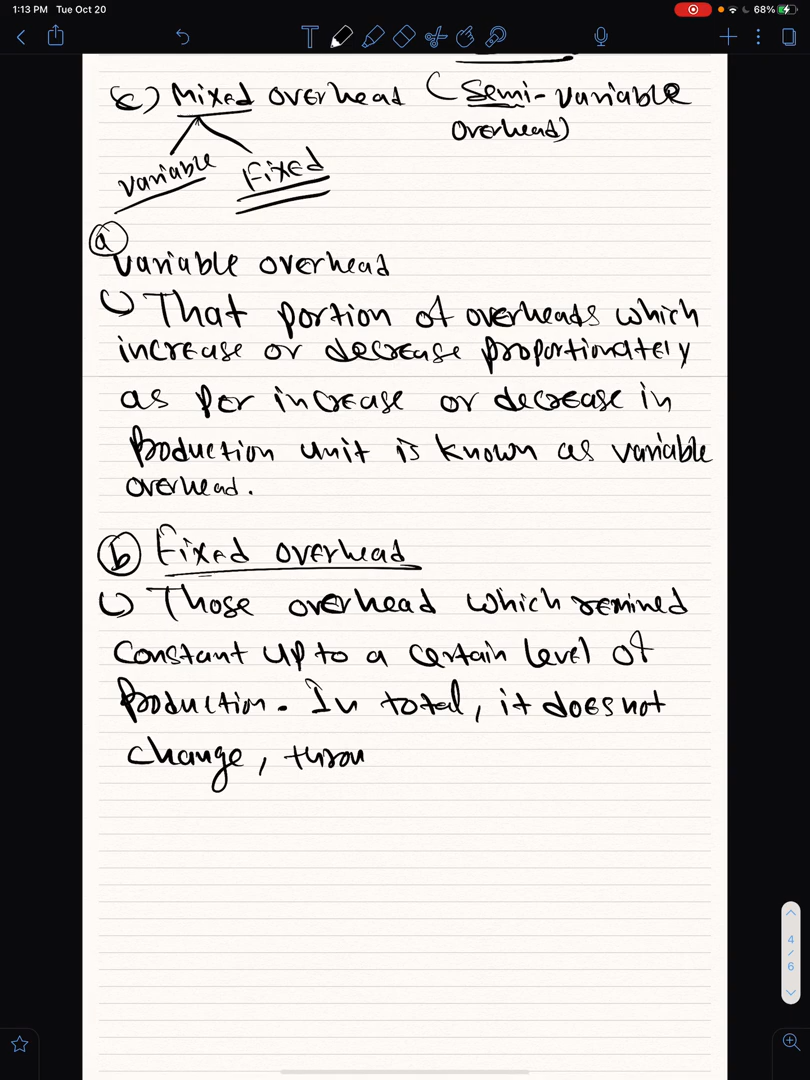 1:13 PM Tue Oct 20
68%
T
c) Mixed overhead (Semi-variable
overhead)
variable Fixed
a
variable overhead
That portion of overheads which
increase or decrease proportionately
as per increase or decrease in
Production unit is known as variable
overhead.
b Fixed overhead
Those overhead which remined
constant up to a certain level of
Production. In total, it does not
change, throu
4
/
6